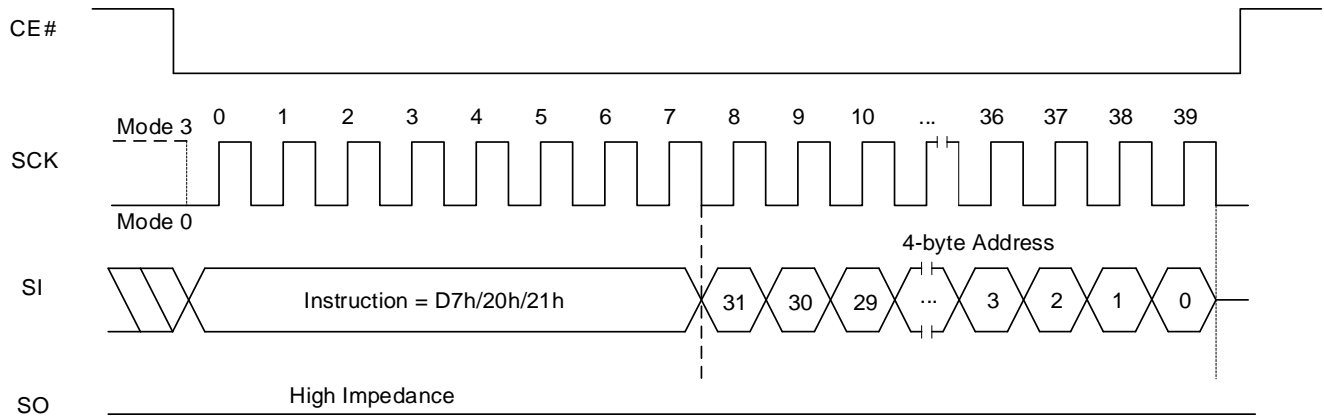 CE#
0 1 2 3 4 5 6 7 8 9 10 ... 36 37 38 39
Mode 3
SCK
Mode 0
4-byte Address
SI Instruction = D7h/20h/21h 31 30 29 ... 3 2 1 0
High Impedance
SO